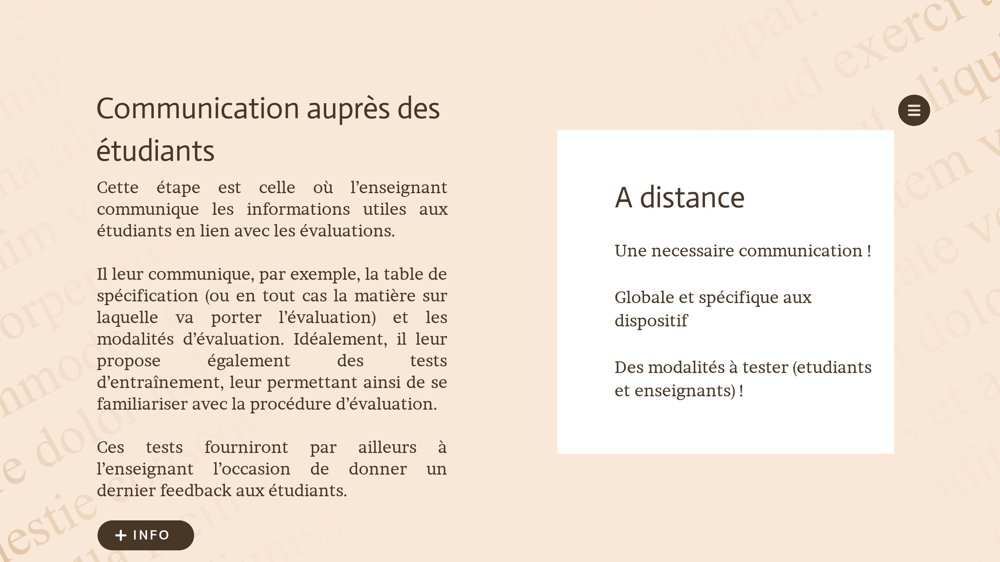 Communication auprès des
étudiants
Cette étape est celle où l’enseignant
communique les informations utiles aux
étudiants en lien avec les évaluations.
Il leur communique, par exemple, la table de
spécification (ou en tout cas la matière sur
laquelle va porter l’évaluation) et les
modalités d’évaluation. Idéalement, il leur
propose également des tests
d’entraînement, leur permettant ainsi de se
familiariser avec la procédure d’évaluation.
Ces tests fourniront par ailleurs à
l’enseignant l’occasion de donner un
dernier feedback aux étudiants.
+ INFO
A distance
Une necessaire communication !
Globale et spécifique aux
dispositif
Des modalités à tester (etudiants
et enseignants) !